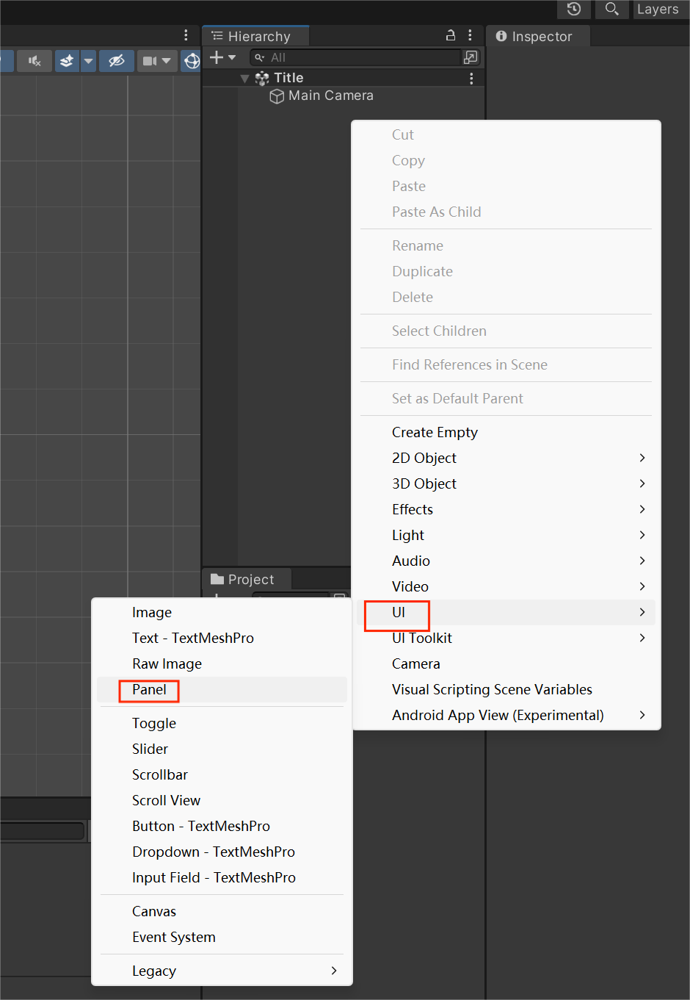 Layers
Hierarchy
Inspector
All
Title
Main Camera
Cut
Copy
Paste
Paste As Child
Rename
Duplicate
Delete
Select Children
Find References in Scene
Set as Default Parent
Create Empty
2D Object
3D Object
Effects
Light
Audio
Video
UI
UI Toolkit
Camera
Visual Scripting Scene Variables
Android App View (Experimental)
Project
Image
Text - TextMeshPro
Raw Image
Panel
Toggle
Slider
Scrollbar
Scroll View
Button - TextMeshPro
Dropdown - TextMeshPro
Input Field - TextMeshPro
Canvas
Event System
Legacy